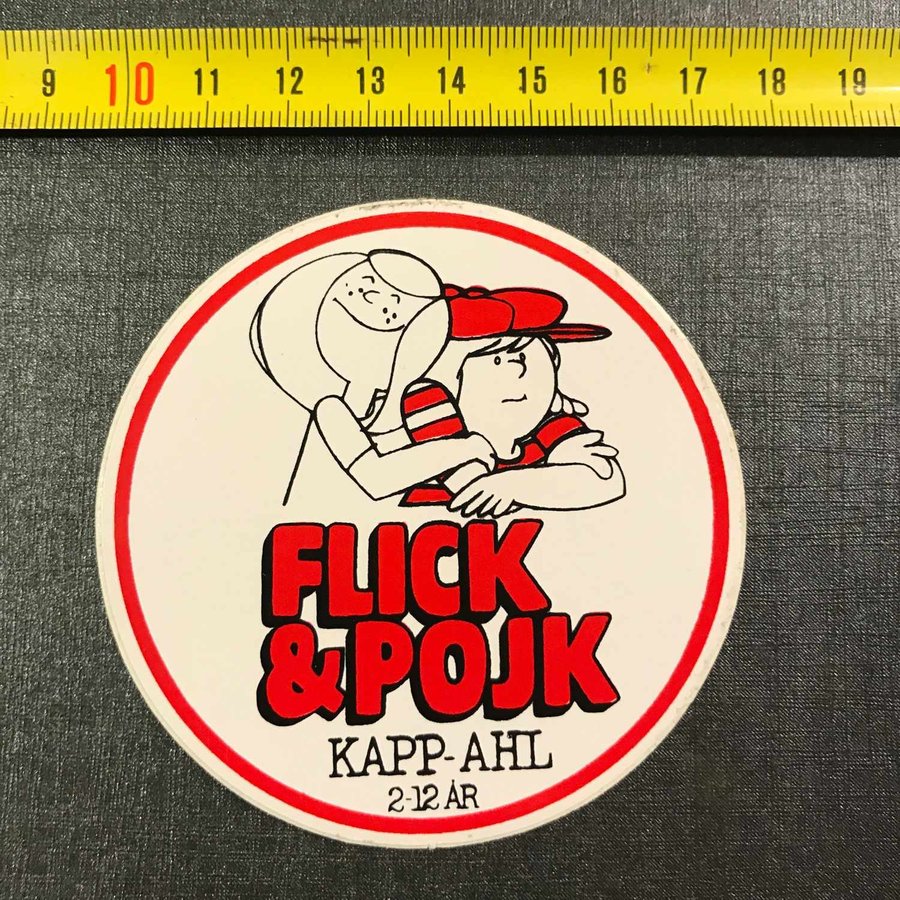 9 10 11 12 13 14 15 16 17 18 19
FLICK
& POJK
KAPP-AHL
2-12 ÅR